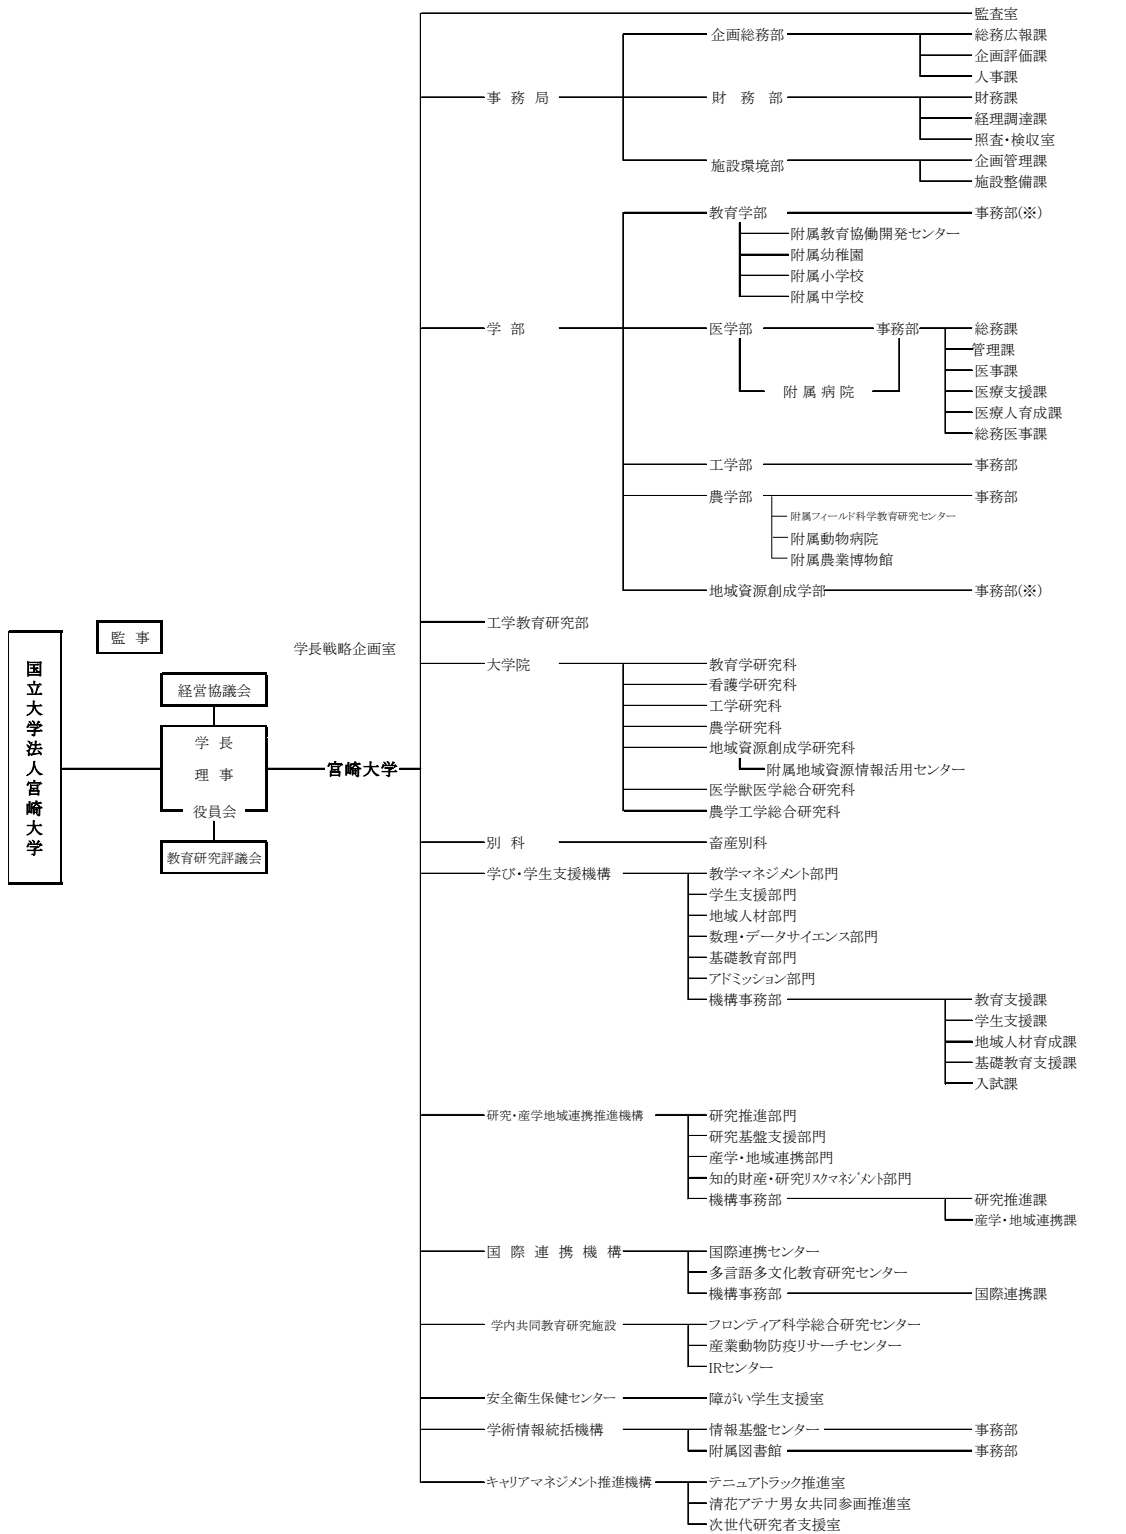 監査室
企画総務部 総務広報課
企画評価課
人事課
事務局 財務部 財務課
経理調達課
照査・検収室
施設環境部 企画管理課
施設整備課
教育学部 事務部(※)
附属教育協働開発センター
附属幼稚園
附属小学校
附属中学校
学部 医学部 事務部 総務課
管理課
医事課
附属病院 医療支援課
医療人育成課
総務医事課
工学部 事務部
農学部 事務部
附属フィールド科学教育研究センター
附属動物病院
附属農業博物館
地域資源創成学部 事務部(※)
工学教育研究部
監事
学長戦略企画室
大学院 教育学研究科
看護学研究科
工学研究科
農学研究科
地域資源創成学研究科
附属地域資源情報活用センター
医学獣医学総合研究科
農学工学総合研究科
国立大学法人宮崎大学
経営協議会
学長
理事
役員会
教育研究評議会
宮崎大学
別科 畜産別科
学び・学生支援機構 教学マネジメント部門
学生支援部門
地域人材部門
数理・データサイエンス部門
基礎教育部門
アドミッション部門
機構事務部 教育支援課
学生支援課
地域人材育成課
基礎教育支援課
入試課
研究・産学地域連携推進機構 研究推進部門
研究基盤支援部門
産学・地域連携部門
知的財産・研究リスクマネジメント部門
機構事務部 研究推進課
産学・地域連携課
国際連携機構 国際連携センター
多言語多文化教育研究センター
機構事務部 国際連携課
学内共同教育研究施設 フロンティア科学総合研究センター
産業動物防疫リサーチセンター
IRセンター
安全衛生保健センター 障がい学生支援室
学術情報統括機構 情報基盤センター 事務部
附属図書館 事務部
キャリアマネジメント推進機構 テニュアトラック推進室
清花アテナ男女共同参画推進室
次世代研究者支援室